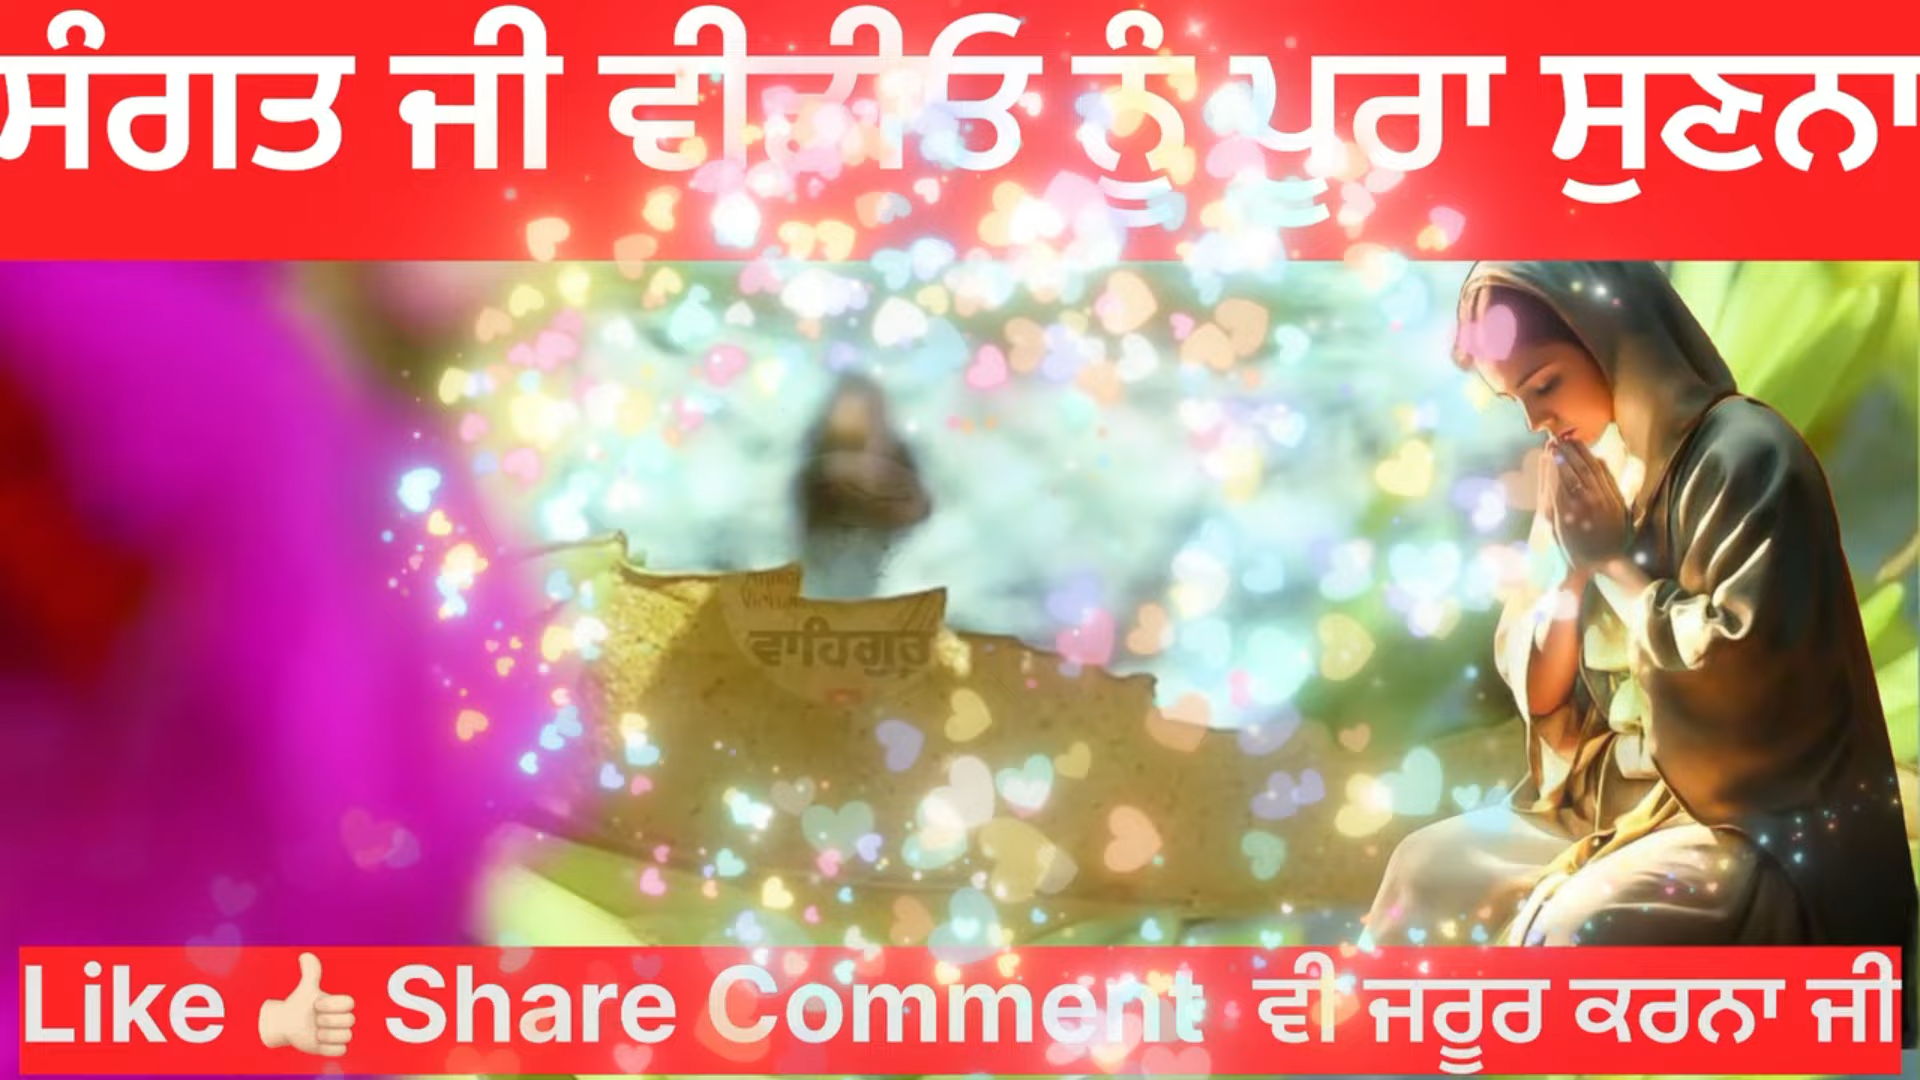 ਸੰਗਤ ਜੀ ਵੀਡੀਓ ਨੂੰ ਪੂਰਾ ਸੁਣਨਾ
ਵਾਹਿਗੁਰੂ
Like 👍🏻 Share Comment ਵੀ ਜਰੂਰ ਕਰਨਾ ਜੀ